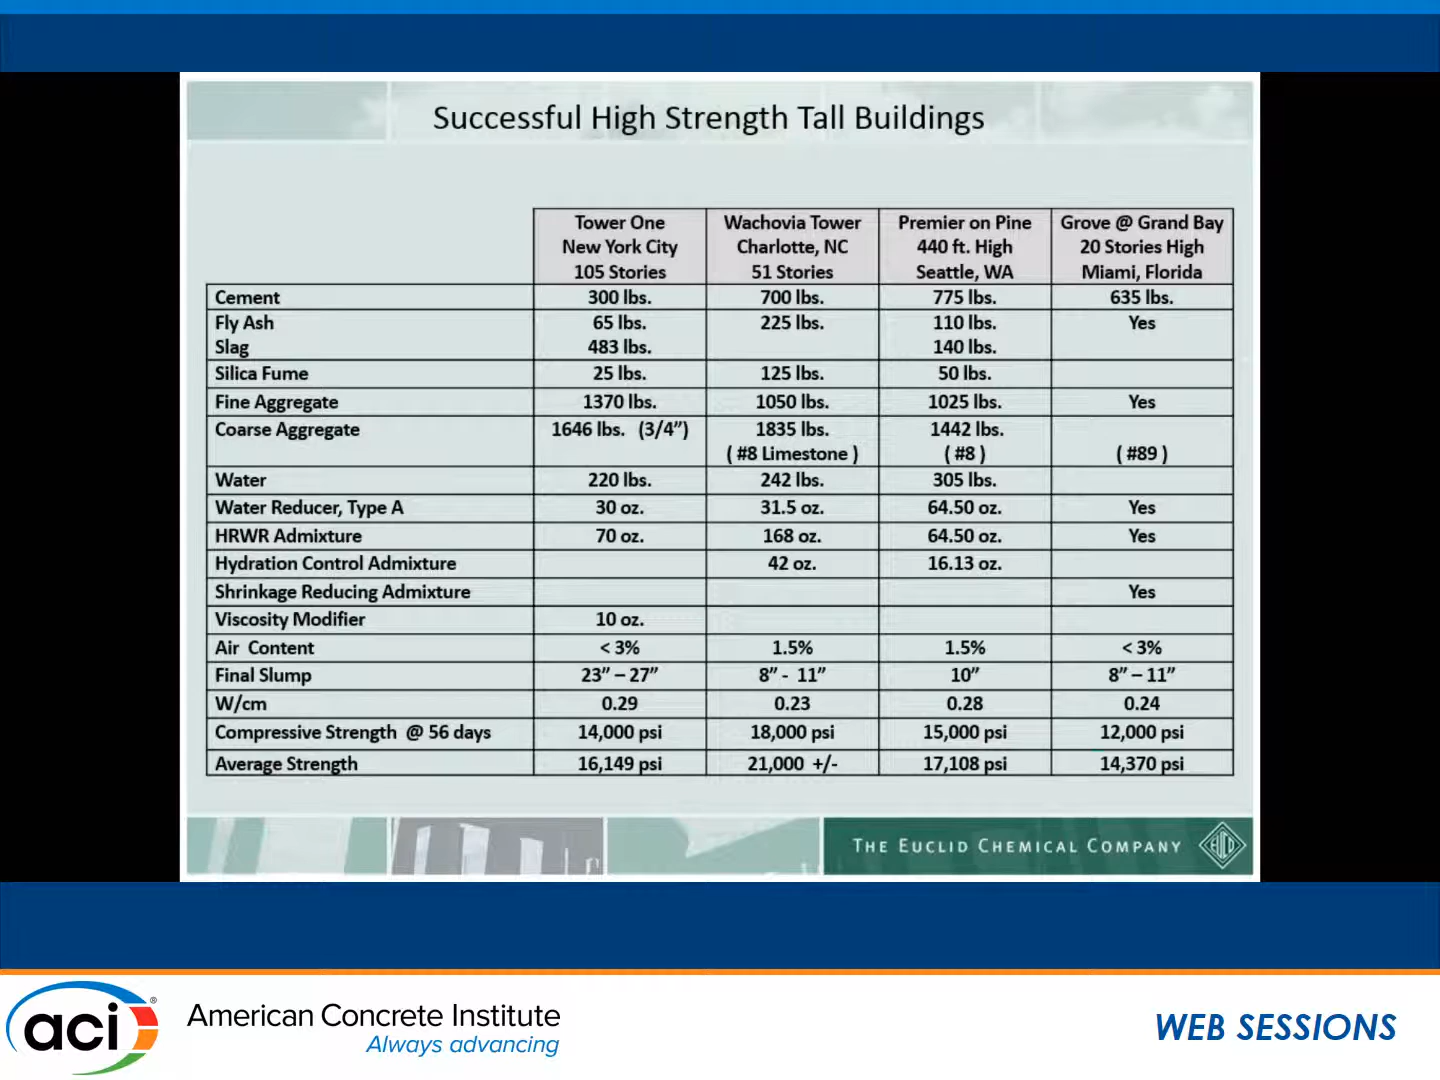 Successful High Strength Tall Buildings
Tower One Wachovia Tower Premier on Pine Grove @ Grand Bay
New York City Charlotte, NC 440 ft. High 20 Stories High
105 Stories 51 Stories Seattle, WA Miami, Florida
Cement 300 lbs. 700 lbs. 775 lbs. 635 lbs.
Fly Ash 65 lbs. 225 lbs. 110 lbs. Yes
Slag 483 lbs. 140 lbs.
Silica Fume 25 lbs. 125 lbs. 50 lbs.
Fine Aggregate 1370 lbs. 1050 lbs. 1025 lbs. Yes
Coarse Aggregate 1646 lbs. (3/4”) 1835 lbs. 1442 lbs.
( #8 Limestone ) ( #8 ) ( #89 )
Water 220 lbs. 242 lbs. 305 lbs.
Water Reducer, Type A 30 oz. 31.5 oz. 64.50 oz. Yes
HRWR Admixture 70 oz. 168 oz. 64.50 oz. Yes
Hydration Control Admixture 42 oz. 16.13 oz.
Shrinkage Reducing Admixture Yes
Viscosity Modifier 10 oz.
Air Content < 3% 1.5% 1.5% < 3%
Final Slump 23” – 27” 8” - 11” 10” 8” – 11”
W/cm 0.29 0.23 0.28 0.24
Compressive Strength @ 56 days 14,000 psi 18,000 psi 15,000 psi 12,000 psi
Average Strength 16,149 psi 21,000 +/- 17,108 psi 14,370 psi
THE EUCLID CHEMICAL COMPANY
aci®
American Concrete Institute
Always advancing
WEB SESSIONS